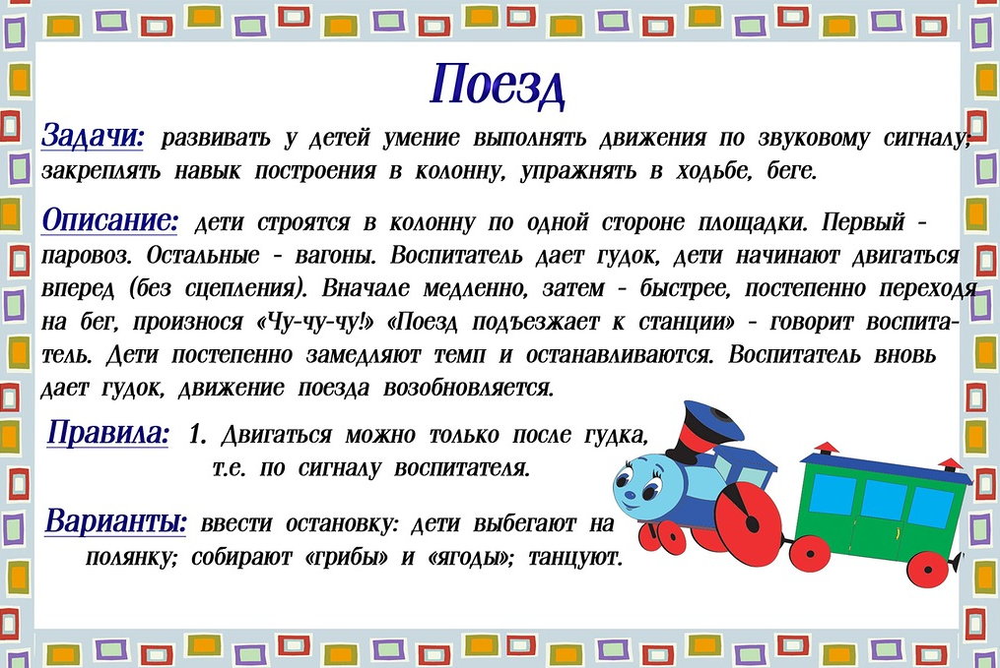 Поезд
Задачи: развивать у детей умение выполнять движения по звуковому сигналу;
закреплять навык построения в колонну, упражнять в ходьбе, беге.
Описание: дети строятся в колонну по одной стороне площадки. Первый -
паровоз. Остальные - вагоны. Воспитатель дает гудок, дети начинают двигаться
вперед (без сцепления). Вначале медленно, затем - быстрее, постепенно переходя
на бег, произнося «Чу-чу-чу!» «Поезд подъезжает к станции» - говорит воспита-
тель. Дети постепенно замедляют темп и останавливаются. Воспитатель вновь
дает гудок, движение поезда возобновляется.
Правила: 1. Двигаться можно только после гудка,
т.е. по сигналу воспитателя.
Варианты: ввести остановку: дети выбегают на
полянку; собирают «грибы» и «ягоды»; танцуют.